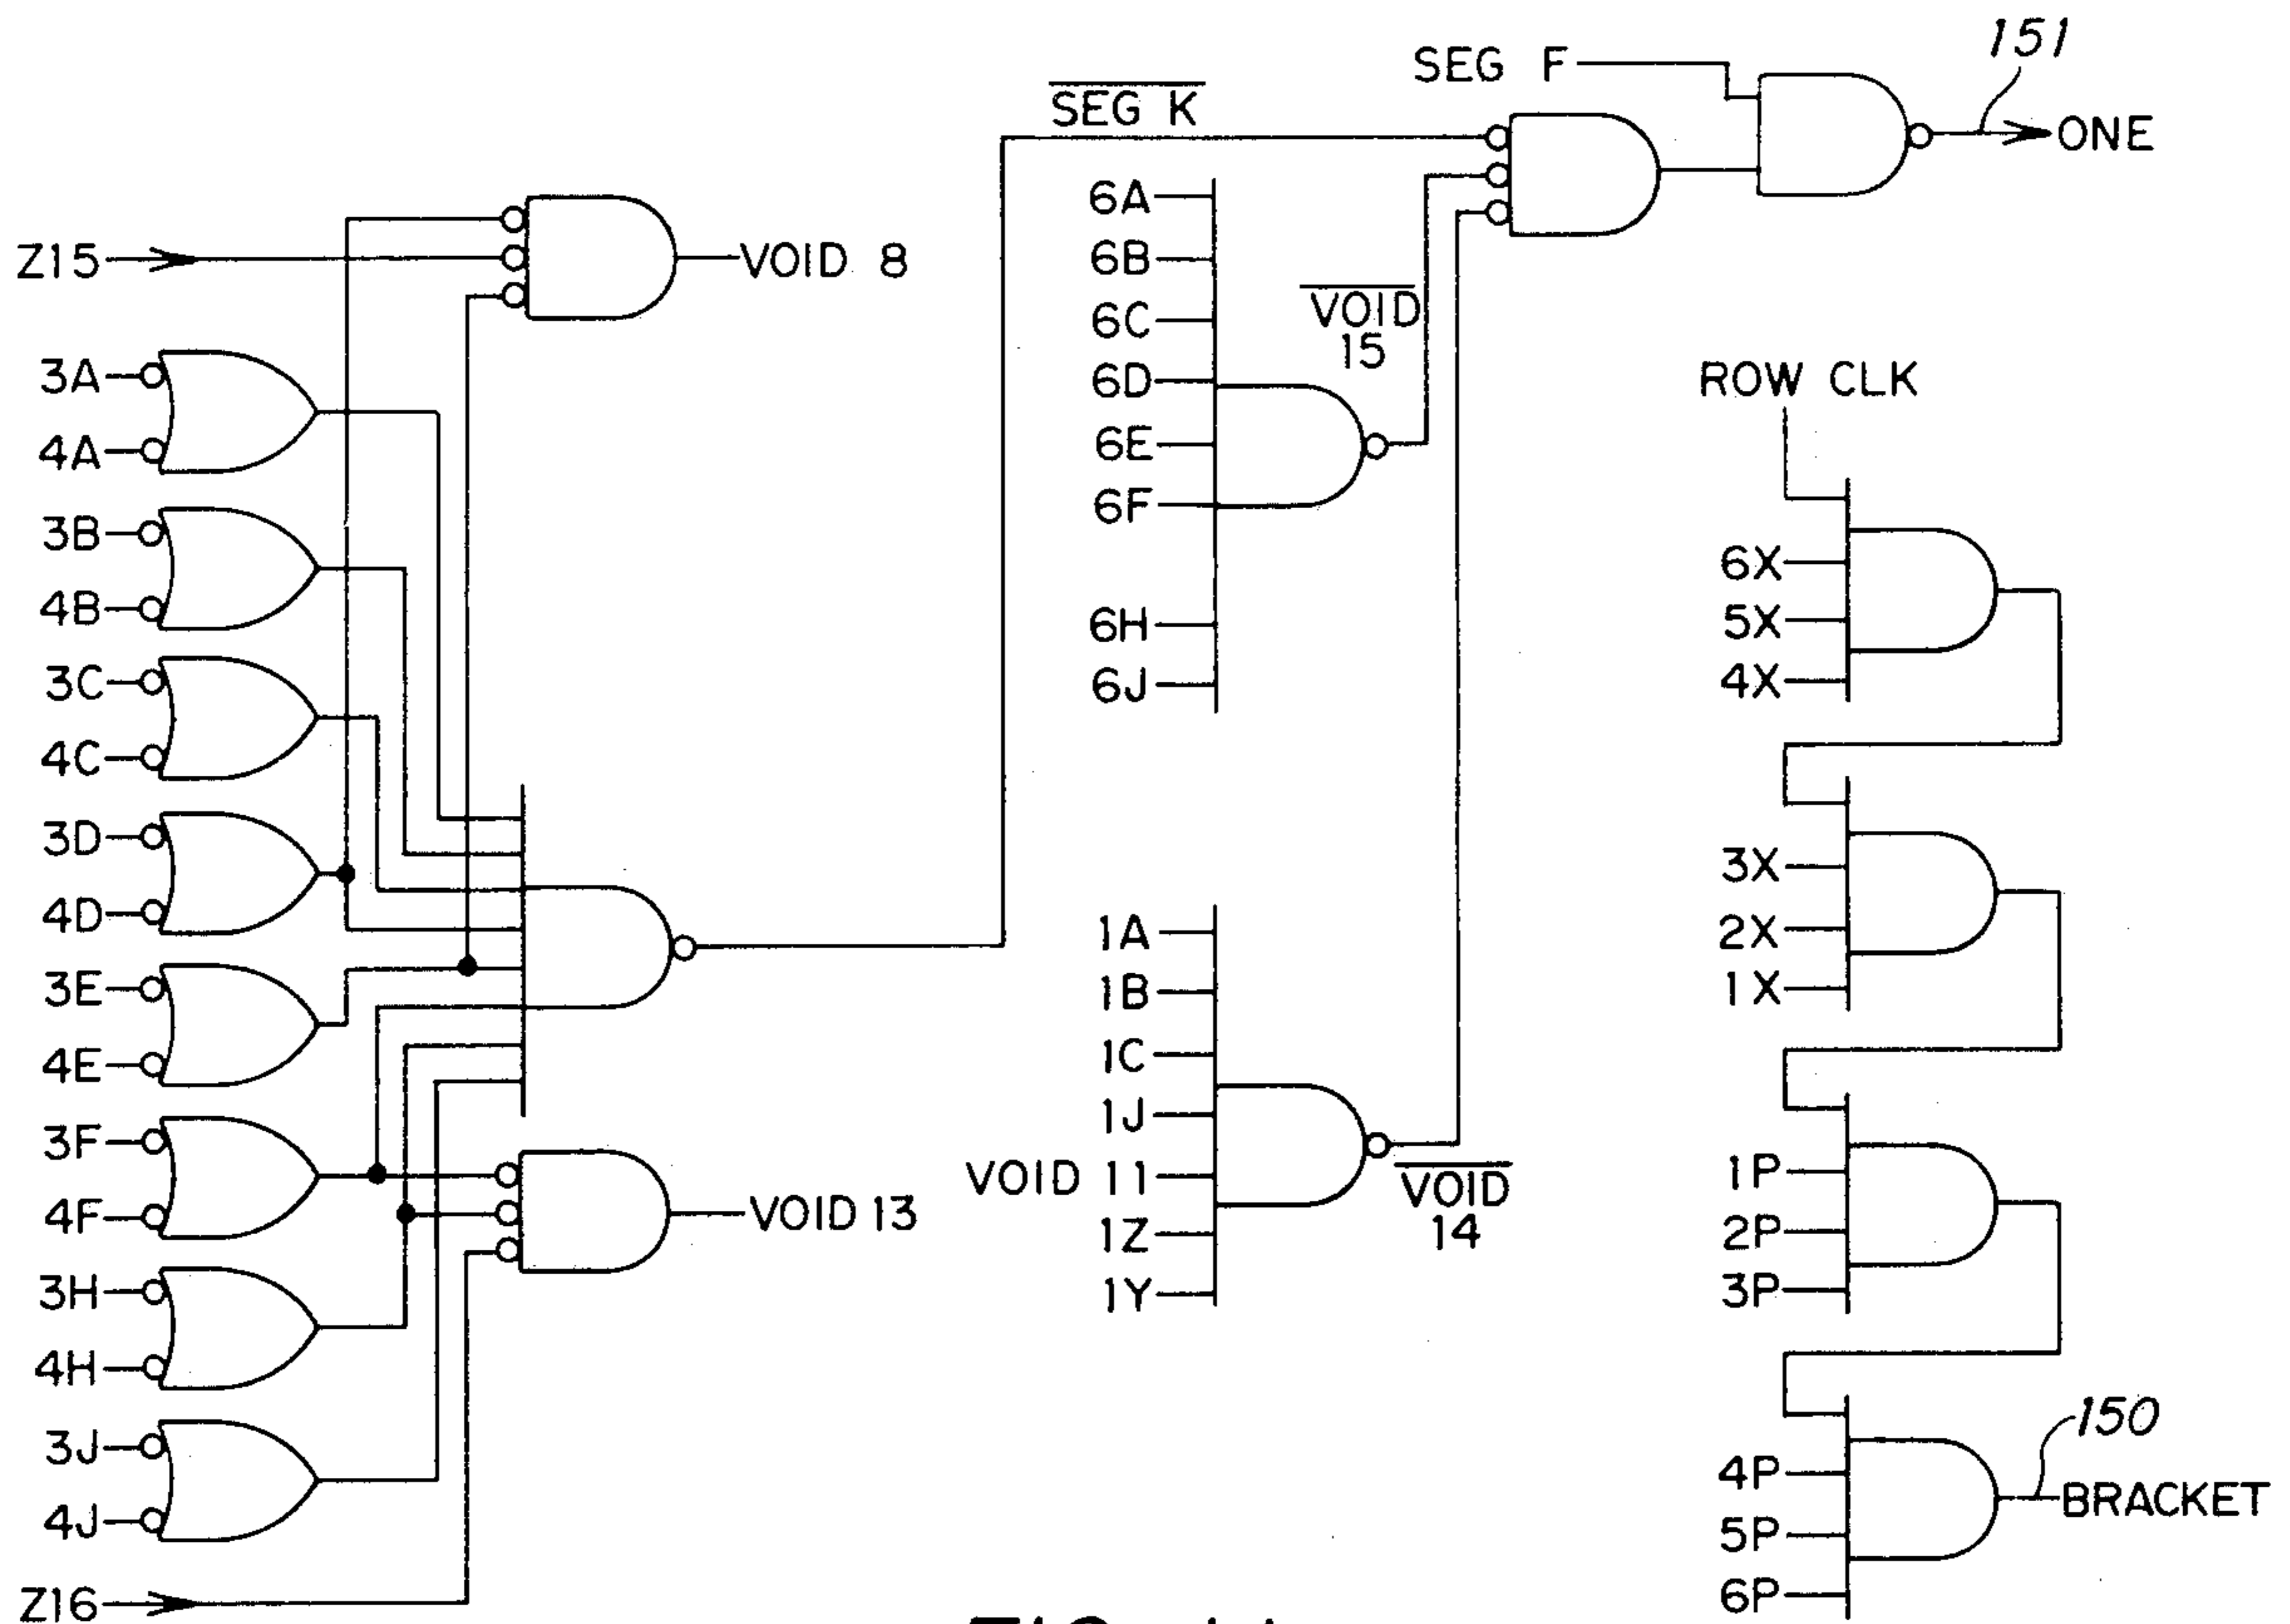 151
SEG F
ONE
SEG K
Z15
VOID 8
6A
6B
6C
6D
6E
6F
6H
6J
VOID
15
ROW CLK
6X
5X
4X
3X
2X
1X
1P
2P
3P
4P
5P
6P
150
BRACKET
3A
4A
3B
4B
3C
4C
3D
4D
3E
4E
3F
4F
3H
4H
3J
4J
Z16
VOID 13
1A
1B
1C
1J
VOID 11
1Z
1Y
VOID
14